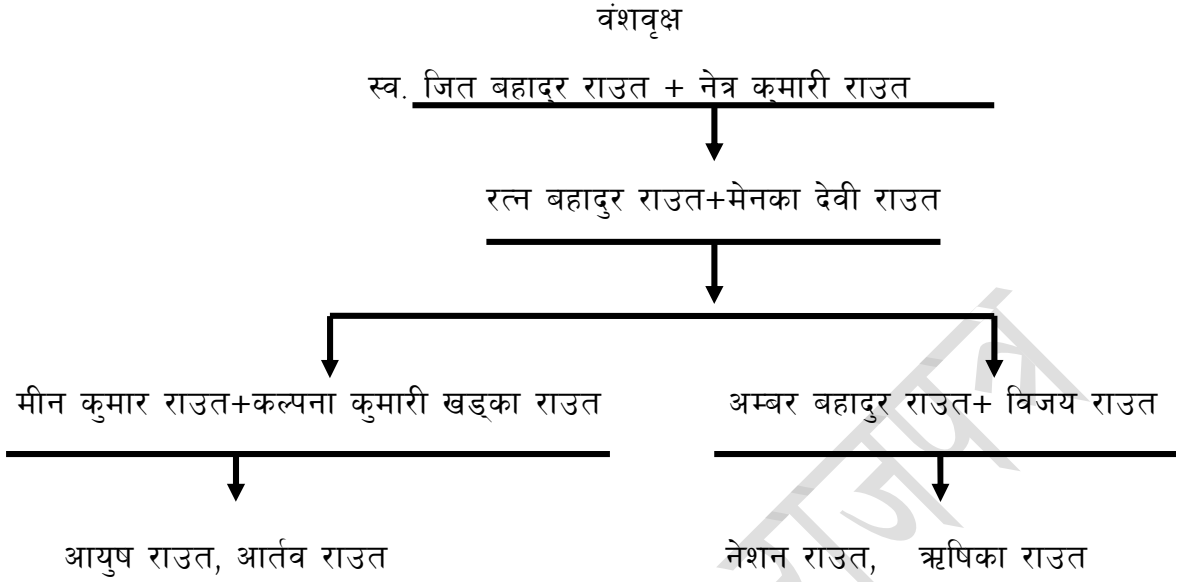 वंशवृक्ष
स्व. जित बहादुर राउत + नेत्र कुमारी राउत
रत्न बहादुर राउत+मेनका देवी राउत
मीन कुमार राउत+कल्पना कुमारी खड्का राउत अम्बर बहादुर राउत+ विजय राउत
आयुष राउत, आर्तव राउत नेशन राउत, ऋषिका राउत
राजपत्र